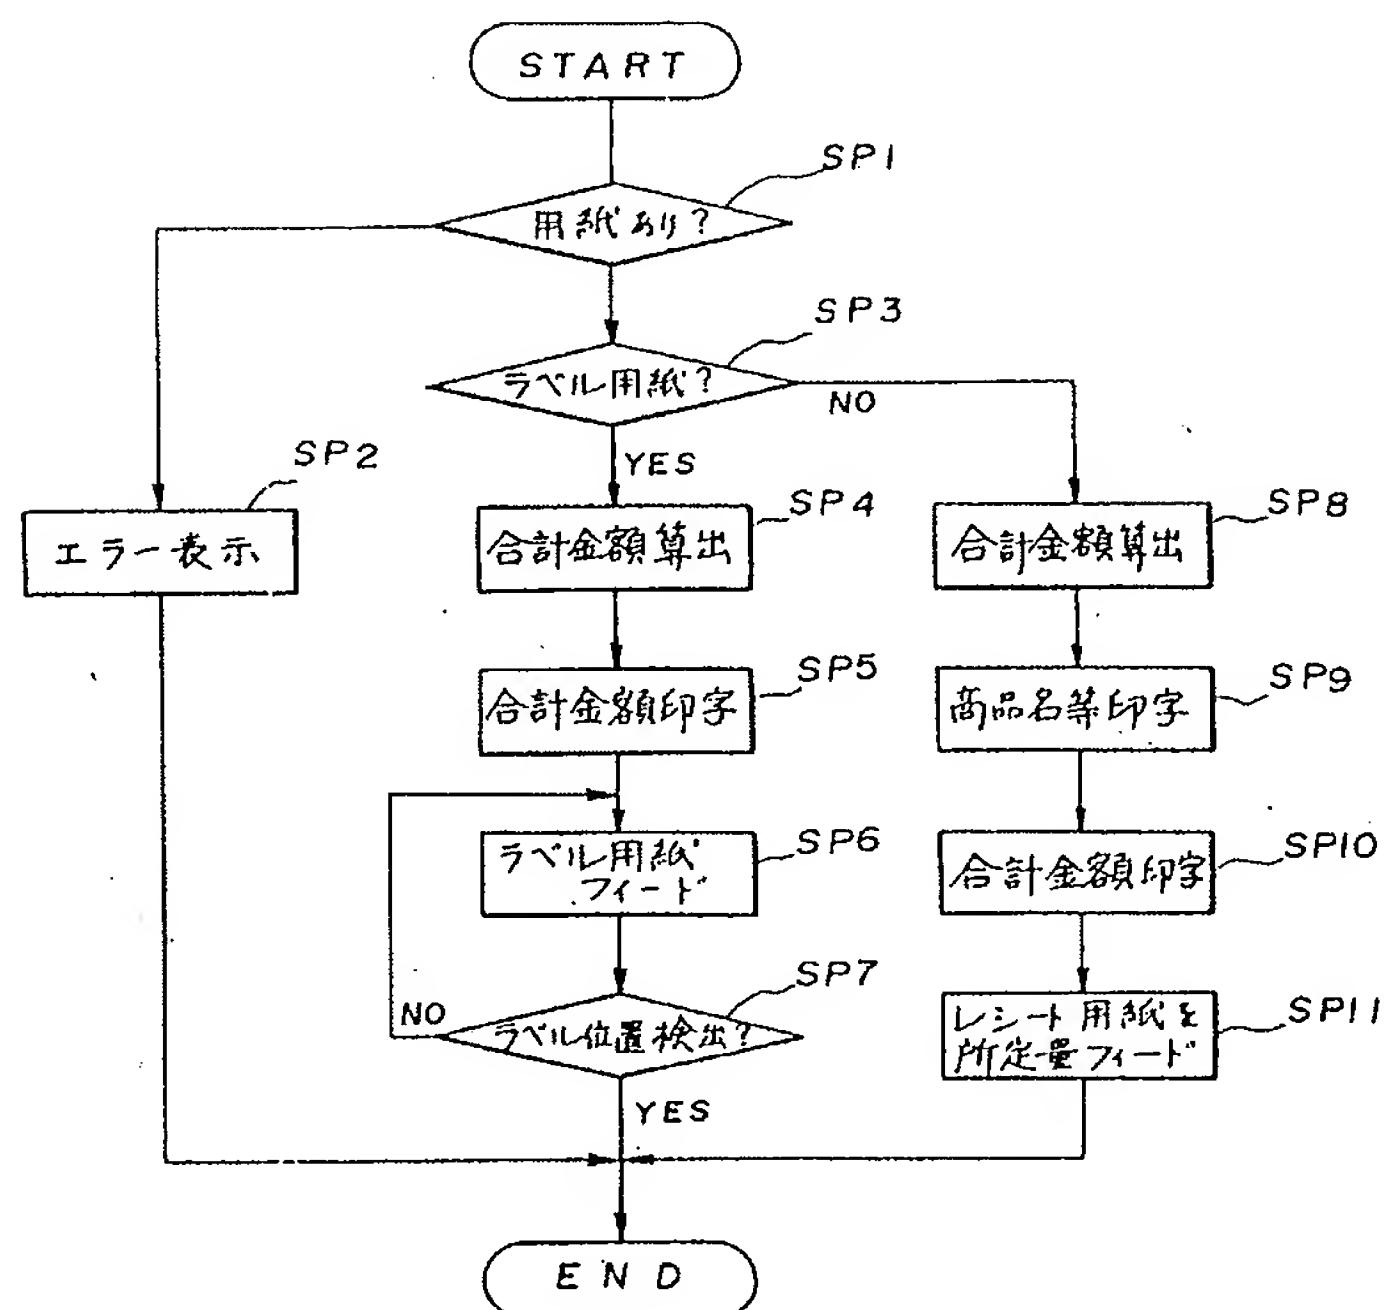 START
SP1
用紙あり?
SP3
ラベル用紙?
NO
YES
SP2
エラー表示
SP4
合計金額算出
SP8
合計金額算出
SP5
合計金額印字
SP9
商品名等印字
SP6
ラベル用紙
フィード
SP10
合計金額印字
SP7
ラベル位置検出?
NO
YES
SP11
レシート用紙を
所定量フィード
END